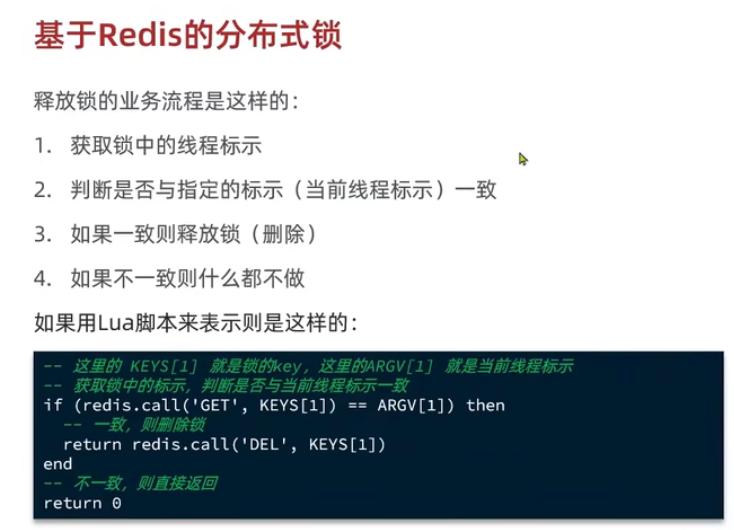 基于Redis的分布式锁
释放锁的业务流程是这样的：
1. 获取锁中的线程标示
2. 判断是否与指定的标示（当前线程标示）一致
3. 如果一致则释放锁（删除）
4. 如果不一致则什么都不做
如果用Lua脚本来表示则是这样的：
-- 这里的 KEYS[1] 就是锁的key，这里的ARGV[1] 就是当前线程标示
-- 获取锁中的标示，判断是否与当前线程标示一致
if (redis.call('GET', KEYS[1]) == ARGV[1]) then
-- 一致，则删除锁
return redis.call('DEL', KEYS[1])
end
-- 不一致，则直接返回
return 0